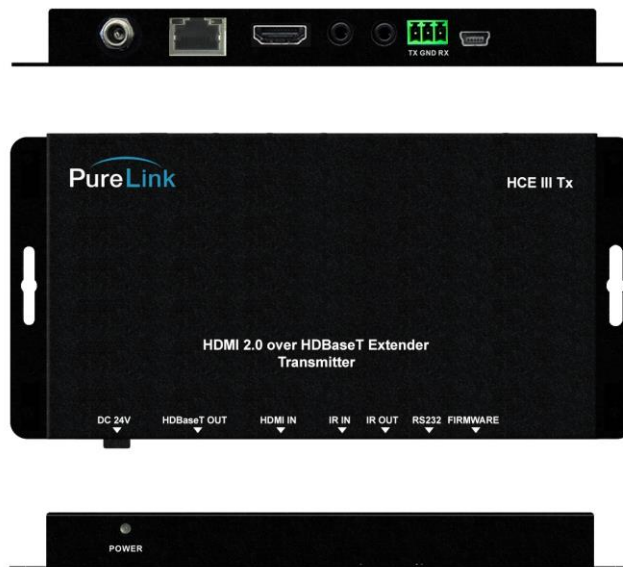 TX GND RX
PureLink
HCE III Tx
HDMI 2.0 over HDBaseT Extender
Transmitter
DC 24V HDBaseT OUT HDMI IN IR IN IR OUT RS232 FIRMWARE
POWER